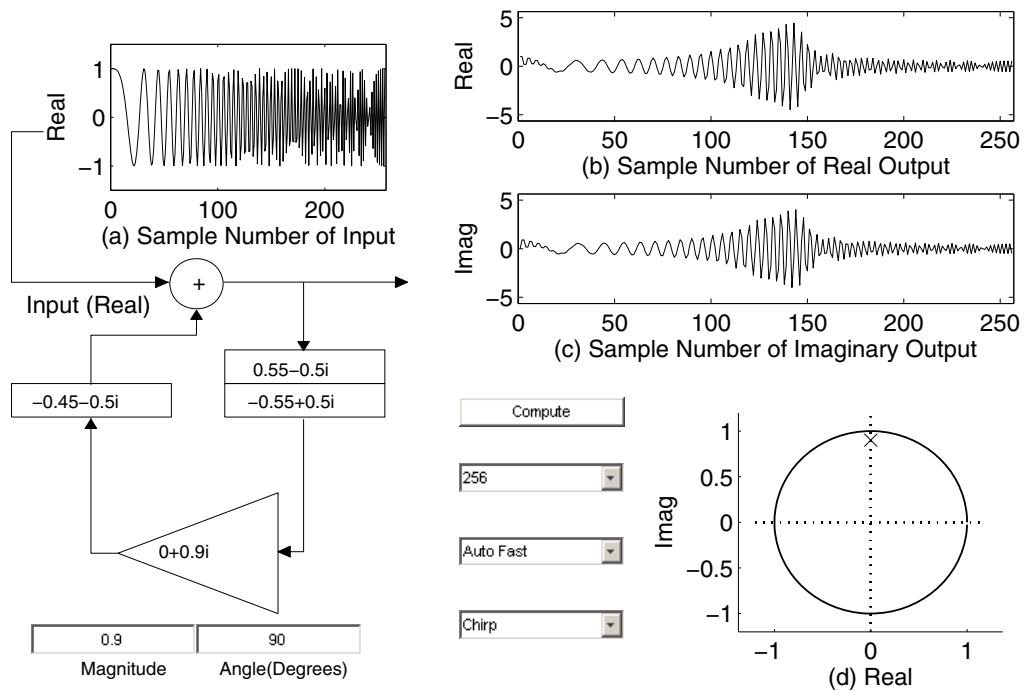 Real
1
0
−1
0
100
200
(a) Sample Number of Input
5
0
−5
Real
0
50
100
150
200
250
(b) Sample Number of Real Output
5
0
−5
Imag
0
50
100
150
200
250
(c) Sample Number of Imaginary Output
+
Input (Real)
0.55−0.5i
−0.55+0.5i
−0.45−0.5i
0+0.9i
0.9
90
Magnitude
Angle(Degrees)
Compute
256
Auto Fast
Chirp
Imag
1
0.5
0
−0.5
−1
−1
0
1
(d) Real